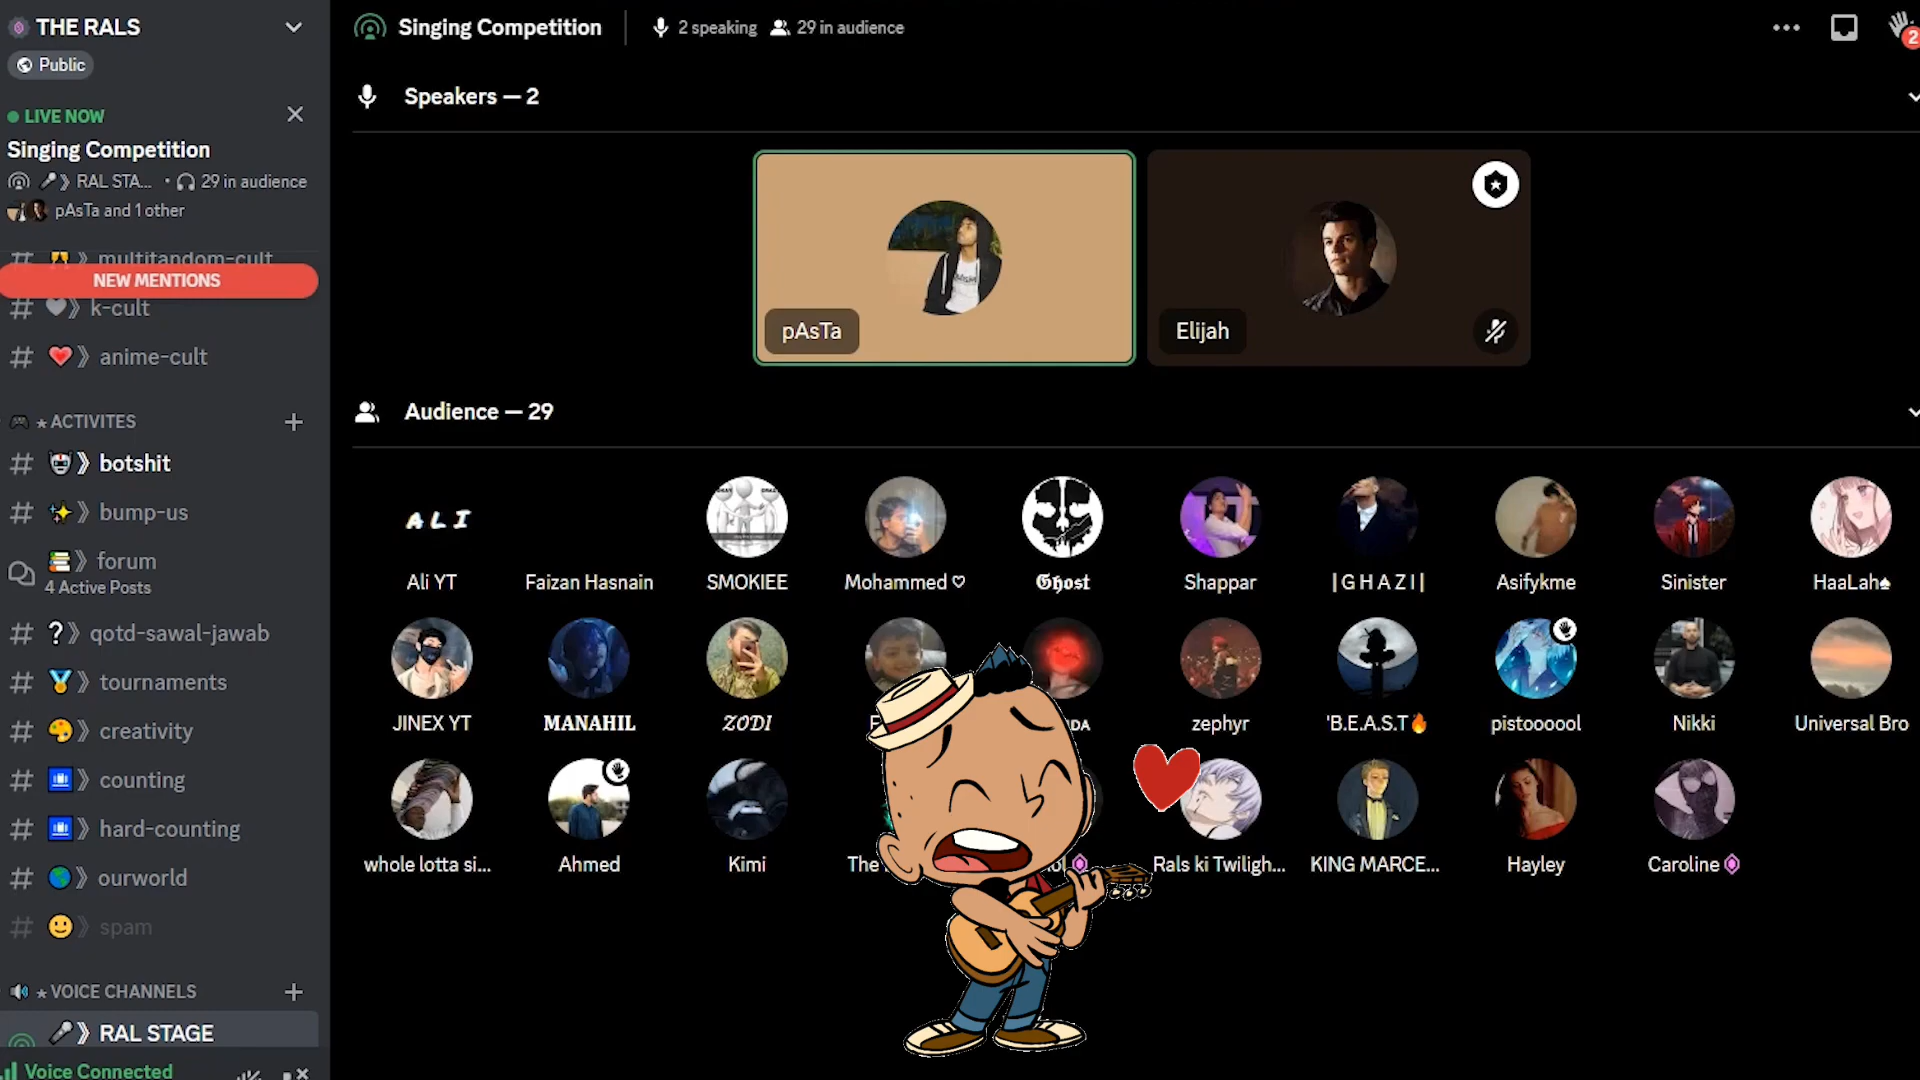 THE RALS
Public
LIVE NOW
Singing Competition
RAL STA... • 29 in audience
pAsTa and 1 other
multitandom-cult
NEW MENTIONS
k-cult
anime-cult
ACTIVITES
botshit
bump-us
forum
4 Active Posts
qotd-sawal-jawab
tournaments
creativity
counting
hard-counting
ourworld
spam
VOICE CHANNELS
RAL STAGE
Voice Connected
Singing Competition
2 speaking 29 in audience
2
Speakers — 2
pAsTa
Elijah
Audience — 29
ALI
Ali YT
Faizan Hasnain
SMOKIEE
Mohammed ♡
Ghost
Shappar
|G H A Z I|
Asifykme
Sinister
HaaLah♠
JINEX YT
MANAHIL
ZODI
zephyr
'B.E.A.S.T🔥
pistoooool
Nikki
Universal Bro
whole lotta si...
Ahmed
Kimi
The
Rals ki Twiligh...
KING MARCE...
Hayley
Caroline